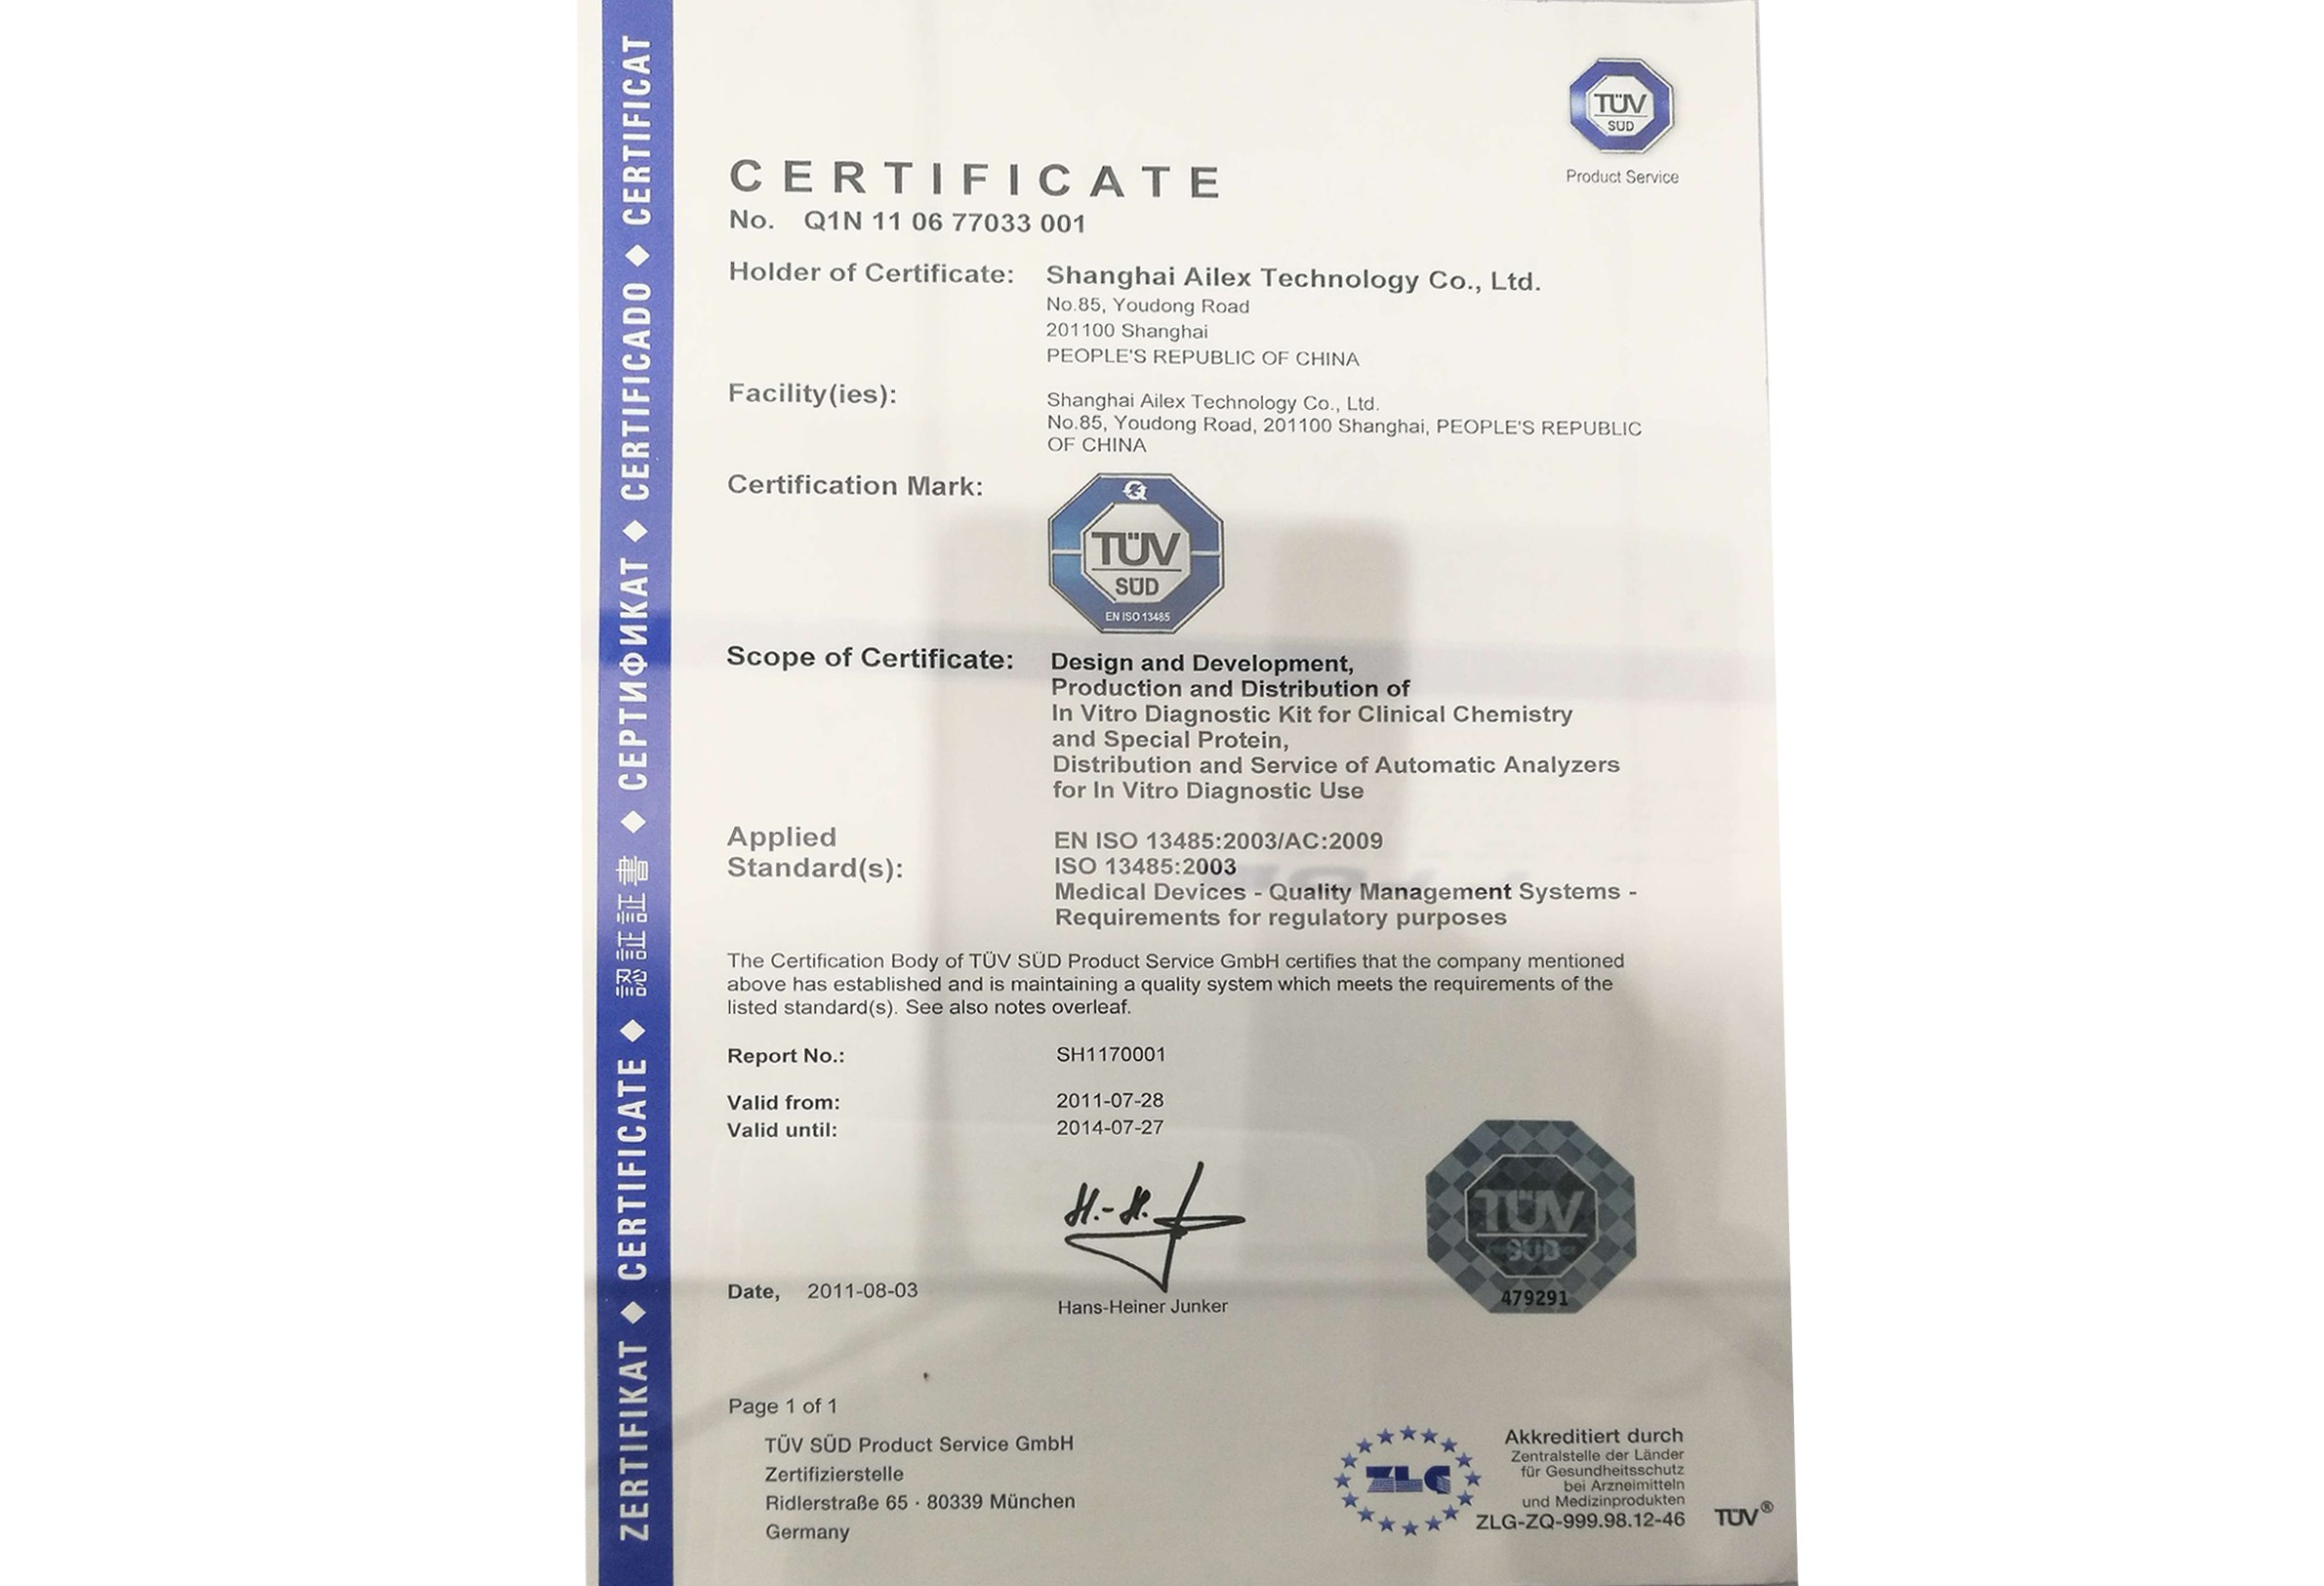 ZERTIFIKAT ◆ CERTIFICATE ◆ 認証証書 ◆ СЕРТИФИКАТ ◆ CERTIFICADO ◆ CERTIFICAT
TÜV
SÜD
Product Service
CERTIFICATE
No. Q1N 11 06 77033 001
Holder of Certificate: Shanghai Ailex Technology Co., Ltd.
No.85, Youdong Road
201100 Shanghai
PEOPLE'S REPUBLIC OF CHINA
Facility(ies): Shanghai Ailex Technology Co., Ltd.
No.85, Youdong Road, 201100 Shanghai, PEOPLE'S REPUBLIC
OF CHINA
Certification Mark:
TÜV
SÜD
EN ISO 13485
Scope of Certificate: Design and Development,
Production and Distribution of
In Vitro Diagnostic Kit for Clinical Chemistry
and Special Protein,
Distribution and Service of Automatic Analyzers
for In Vitro Diagnostic Use
Applied
Standard(s):
EN ISO 13485:2003/AC:2009
ISO 13485:2003
Medical Devices - Quality Management Systems -
Requirements for regulatory purposes
The Certification Body of TÜV SÜD Product Service GmbH certifies that the company mentioned
above has established and is maintaining a quality system which meets the requirements of the
listed standard(s). See also notes overleaf.
Report No.: SH1170001
Valid from: 2011-07-28
Valid until: 2014-07-27
H.-H.
Date, 2011-08-03
Hans-Heiner Junker
TÜV
SÜD
479291
Page 1 of 1
TÜV SÜD Product Service GmbH
Zertifizierstelle
Ridlerstraße 65 · 80339 München
Germany
ZLG
Akkreditiert durch
Zentralstelle der Länder
für Gesundheitsschutz
bei Arzneimitteln
und Medizinprodukten
ZLG-ZQ-999.98.12-46
TÜV®